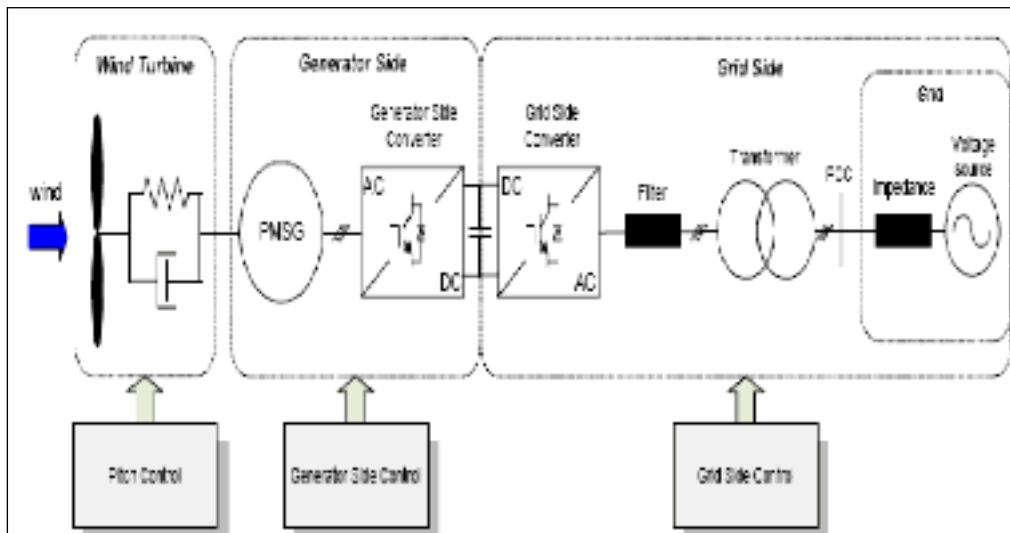 Wind Turbine
Generator Side
Grid Side
Grid
Generator Side
Converter
Grid Side
Converter
Transformer
PCC
Voltage
source
wind
AC
DC
Filter
Impedance
PMSG
DC
AC
Pitch Control
Generator Side Control
Grid Side Control